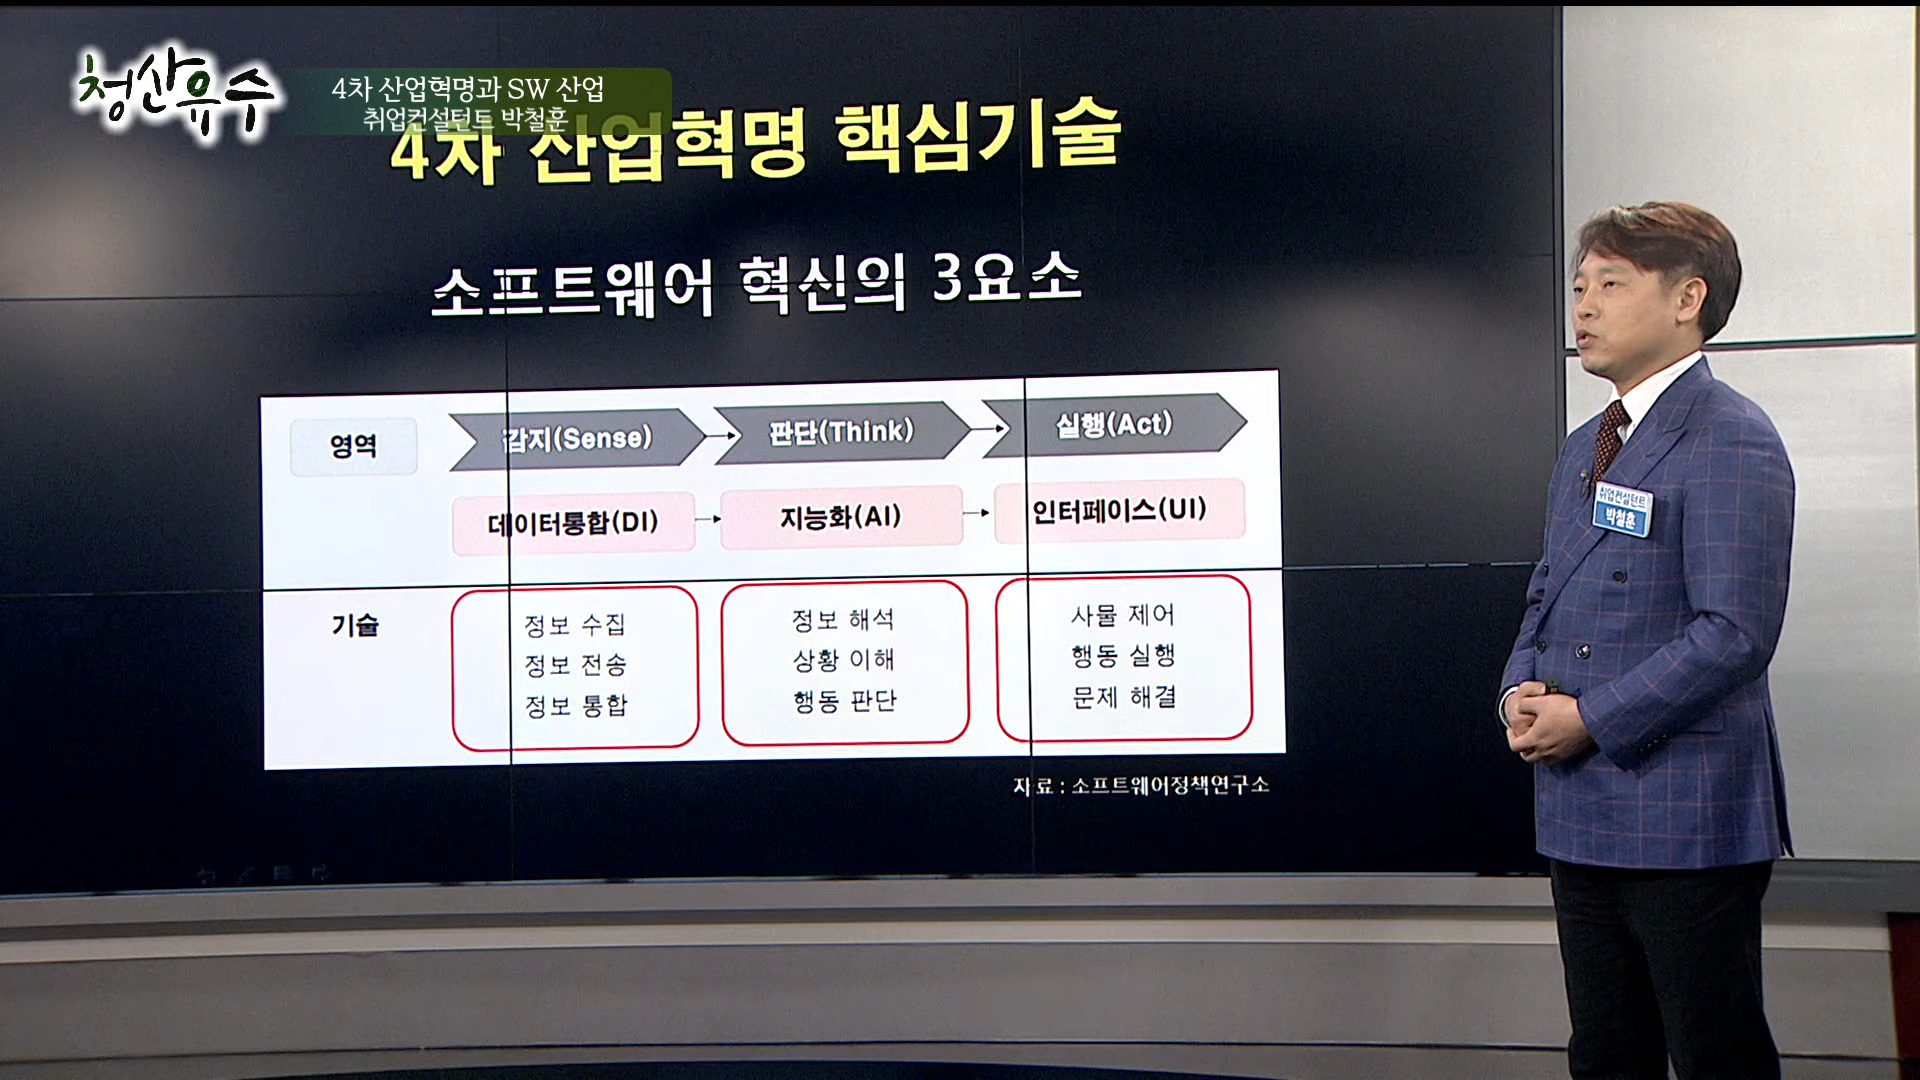 청산유수
4차 산업혁명과 SW 산업
취업컨설턴트 박철훈
4차 산업혁명 핵심기술
소프트웨어 혁신의 3요소
영역
감지(Sense)
판단(Think)
실행(Act)
데이터통합(DI)
지능화(AI)
인터페이스(UI)
기술
정보 수집
정보 전송
정보 통합
정보 해석
상황 이해
행동 판단
사물 제어
행동 실행
문제 해결
자료 : 소프트웨어정책연구소
취업컨설턴트
박철훈